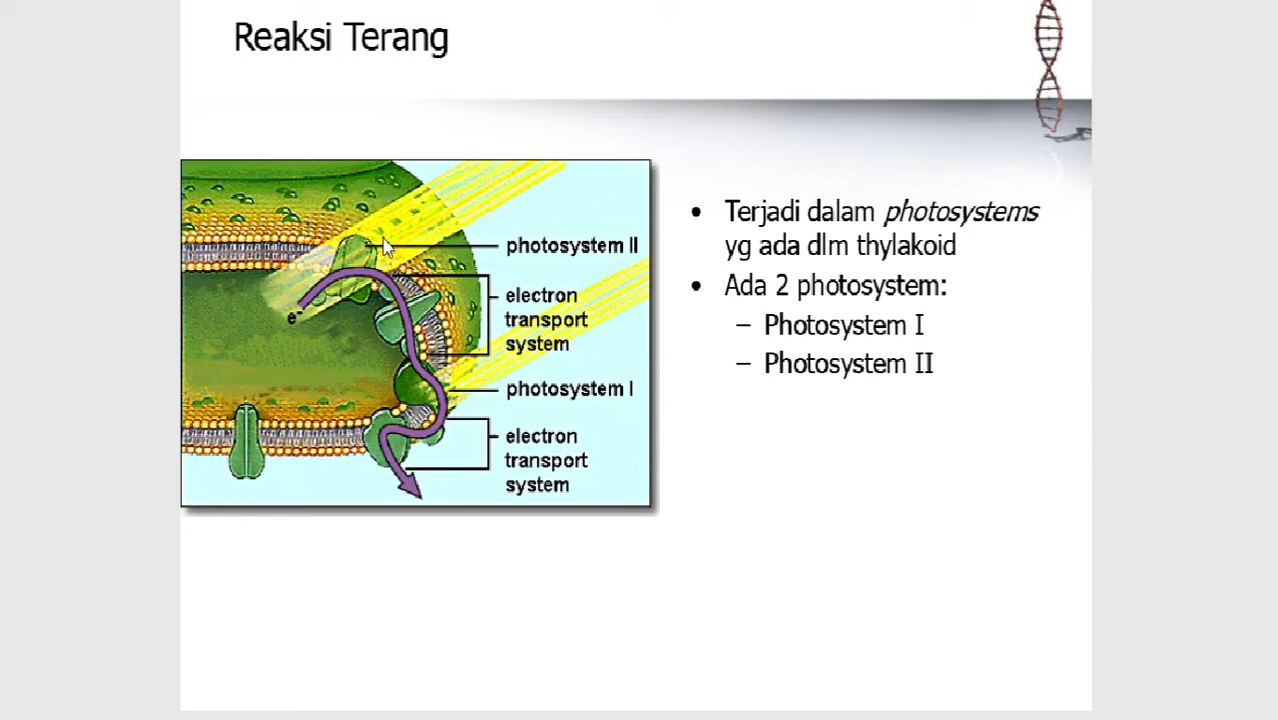 Reaksi Terang
photosystem II
electron
transport
system
e-
photosystem I
electron
transport
system
• Terjadi dalam photosystems
yg ada dlm thylakoid
• Ada 2 photosystem:
– Photosystem I
– Photosystem II